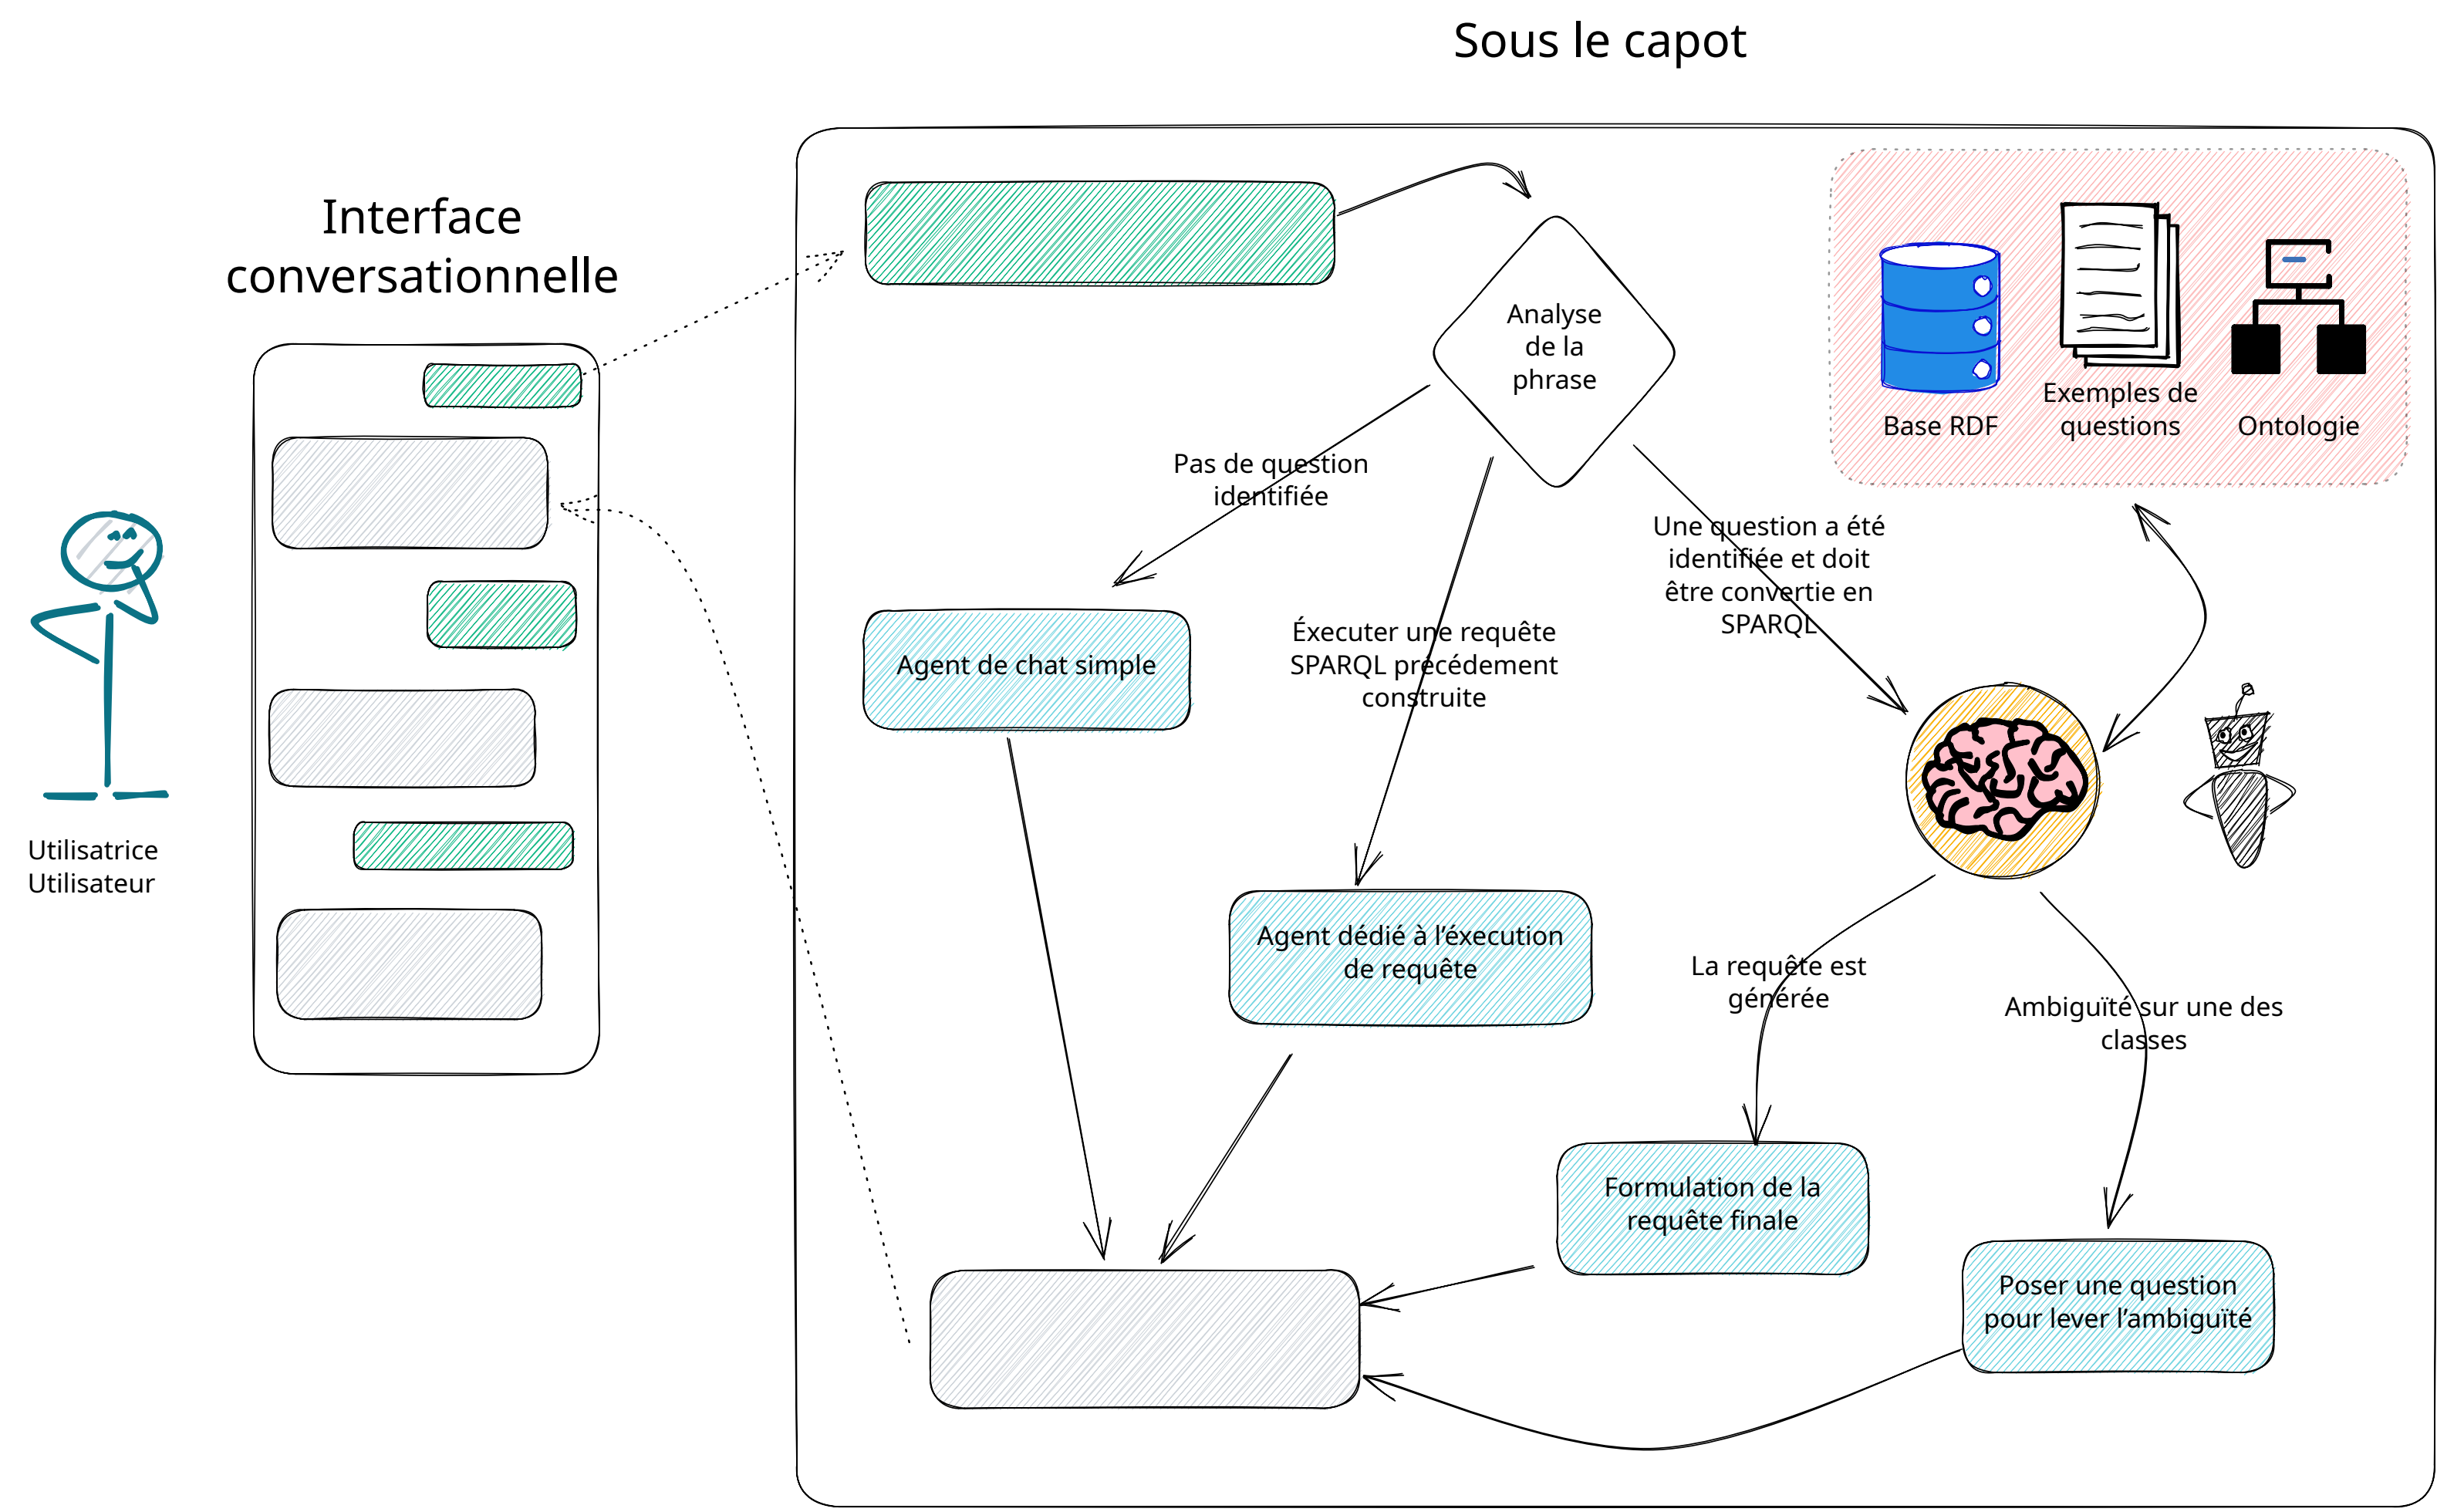 Sous le capot
Interface
conversationnelle
Utilisatrice
Utilisateur
Analyse
de la
phrase
Base RDF
Exemples de
questions
Ontologie
Pas de question
identifiée
Éxecuter une requête
SPARQL précédement
construite
Une question a été
identifiée et doit
être convertie en
SPARQL
Agent de chat simple
Agent dédié à l’éxecution
de requête
La requête est
générée
Ambiguïté sur une des
classes
Formulation de la
requête finale
Poser une question
pour lever l’ambiguïté